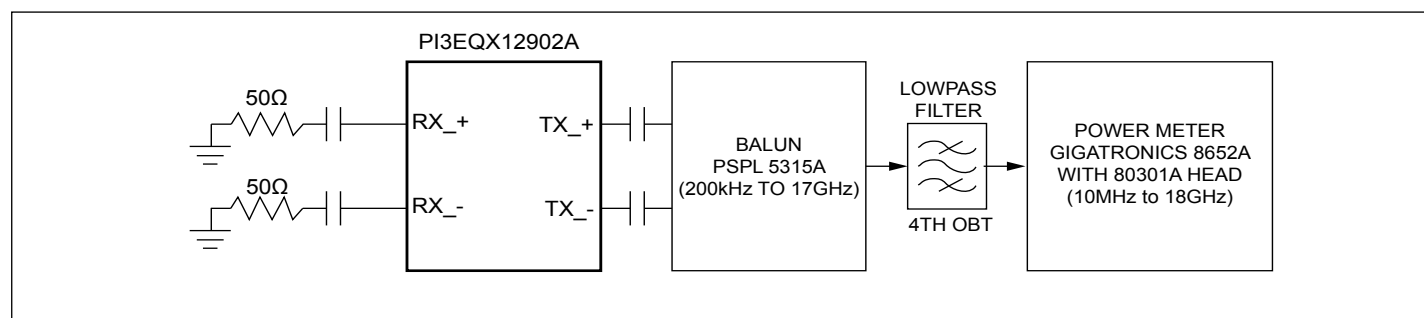 PI3EQX12902A
50Ω
RX_+
TX_+
50Ω
RX_-
TX_-
BALUN
PSPL 5315A
(200kHz TO 17GHz)
LOWPASS
FILTER
4TH OBT
POWER METER
GIGATRONICS 8652A
WITH 80301A HEAD
(10MHz to 18GHz)